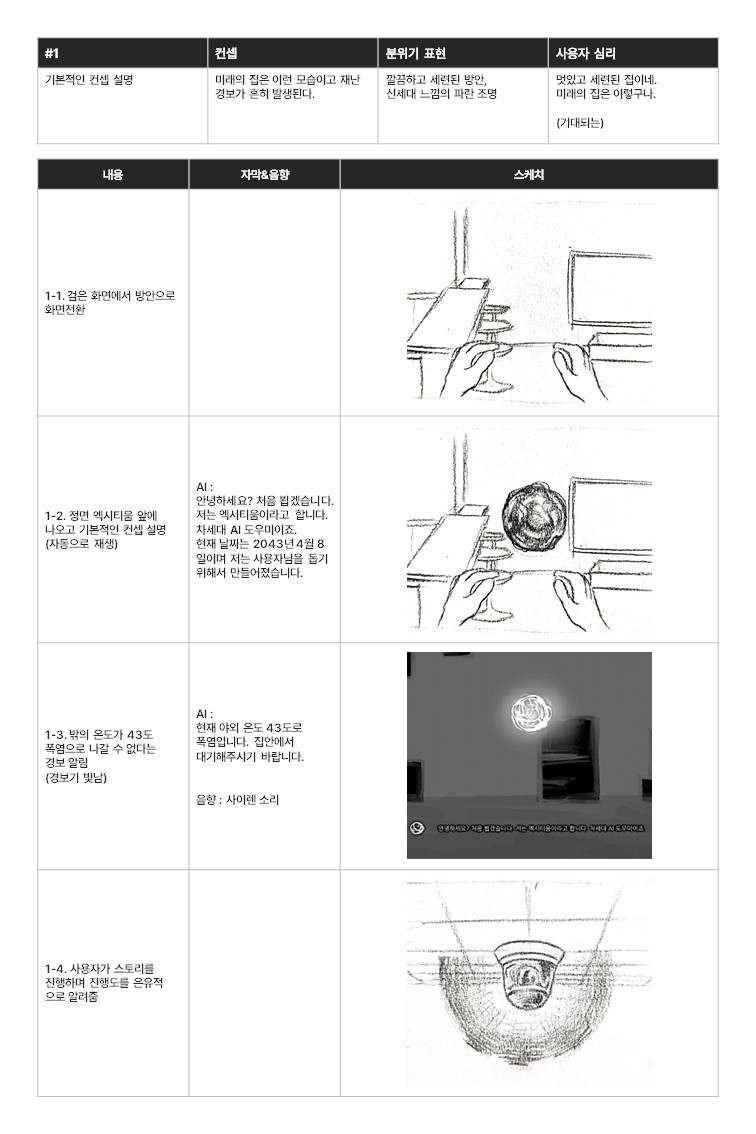 #1
컨셉
분위기 표현
사용자 심리
기본적인 컨셉 설명
미래의 집은 이런 모습이고 재난
경보가 흔히 발생된다.
깔끔하고 세련된 방안,
신세대 느낌의 파란 조명
멋있고 세련된 집이네.
미래의 집은 이렇구나.
(기대되는)
내용
자막&음향
스케치
1-1. 검은 화면에서 방안으로
화면전환
1-2. 정면 엑시티움 앞에
나오고 기본적인 컨셉 설명
(자동으로 재생)
AI :
안녕하세요? 처음 뵙겠습니다.
저는 엑시티움이라고 합니다.
차세대 AI 도우미이죠.
현재 날짜는 2043년 4월 8
일이며 저는 사용자님을 돕기
위해서 만들어졌습니다.
1-3. 밖의 온도가 43도
폭염으로 나갈 수 없다는
경보 알림
(경보기 빛남)
AI :
현재 야외 온도 43도로
폭염입니다. 집안에서
대기해주시기 바랍니다.
음향 : 사이렌 소리
안녕하세요? 처음 뵙겠습니다. 저는 엑시티움이라고 합니다. 차세대 AI 도우미이죠.
1-4. 사용자가 스토리를
진행하며 진행도를 은유적
으로 알려줌